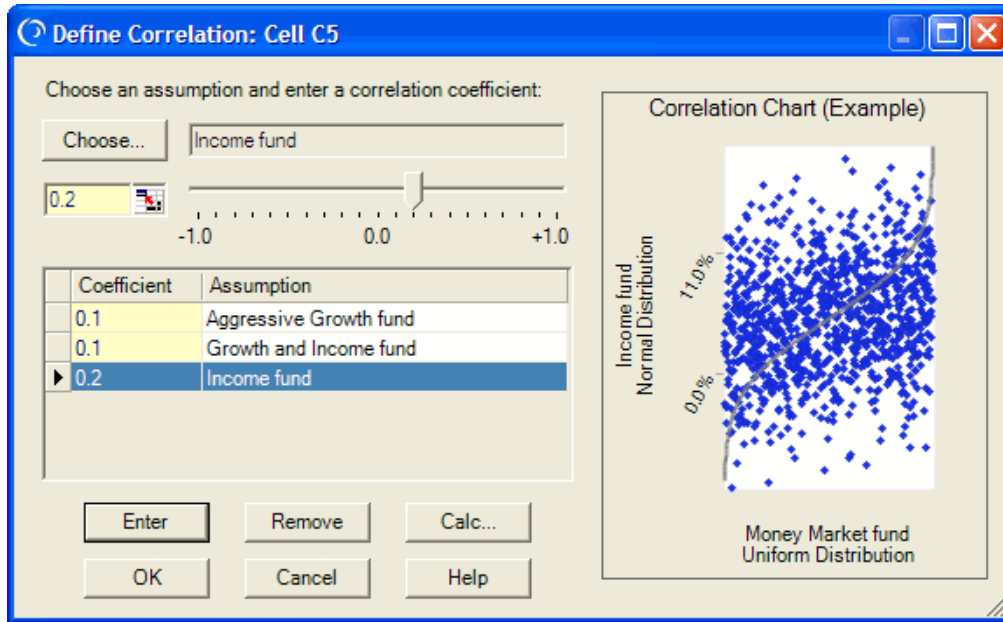 Define Correlation: Cell C5
Choose an assumption and enter a correlation coefficient:
Choose...
Income fund
0.2
-1.0 0.0 +1.0
Coefficient Assumption
0.1 Aggressive Growth fund
0.1 Growth and Income fund
0.2 Income fund
Enter Remove Calc...
OK Cancel Help
Correlation Chart (Example)
Income fund
Normal Distribution
11.0%
0.0%
Money Market fund
Uniform Distribution